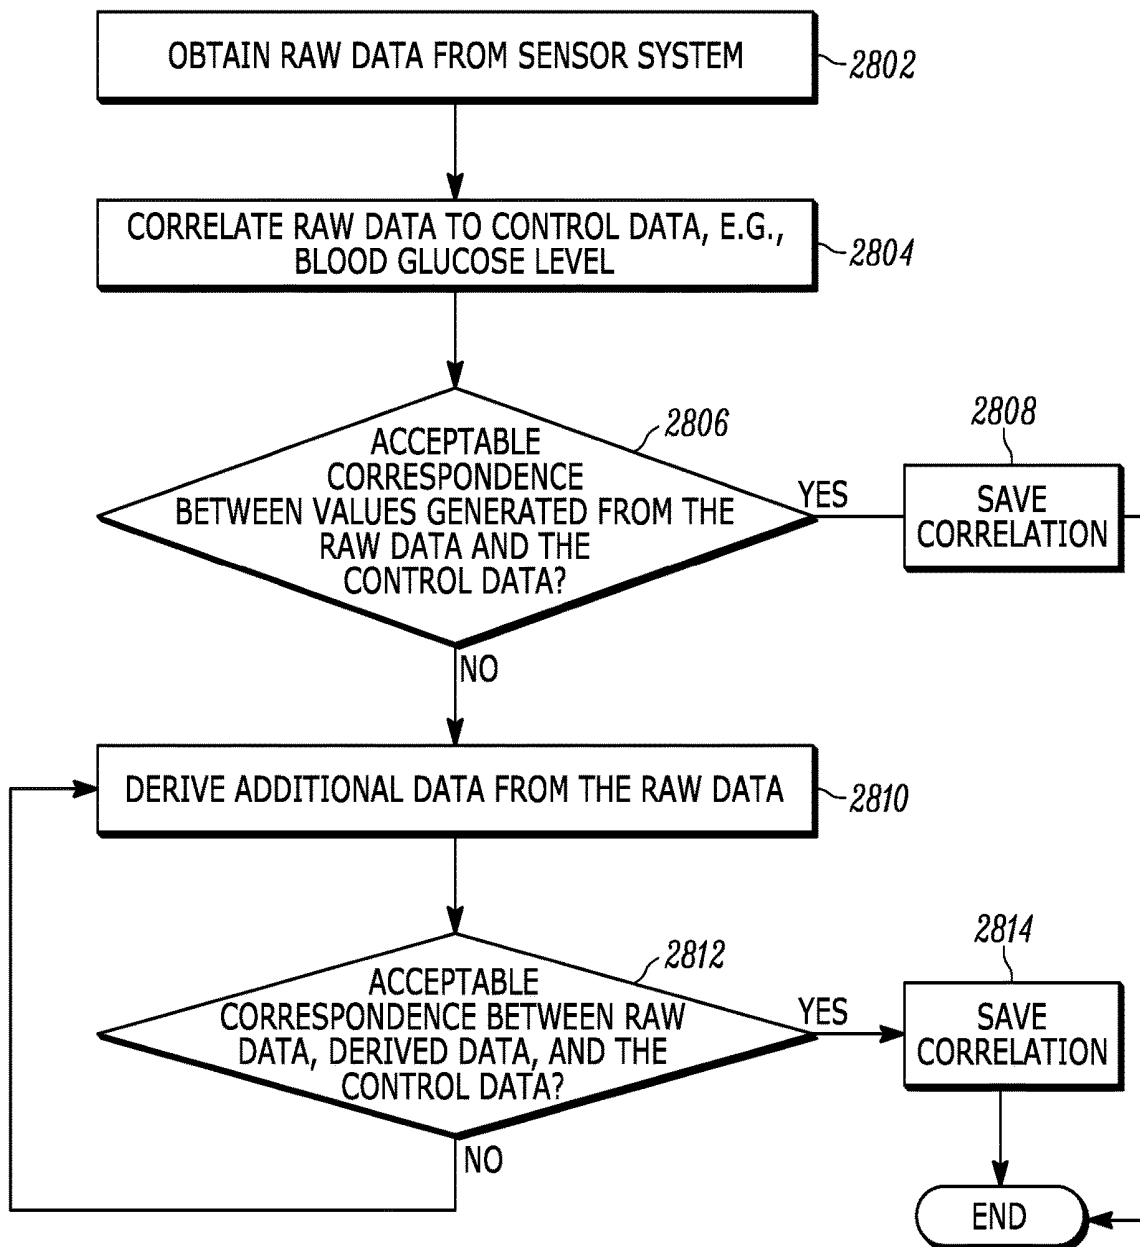 OBTAIN RAW DATA FROM SENSOR SYSTEM
2802
CORRELATE RAW DATA TO CONTROL DATA, E.G.,
BLOOD GLUCOSE LEVEL
2804
ACCEPTABLE
CORRESPONDENCE
BETWEEN VALUES GENERATED FROM THE
RAW DATA AND THE
CONTROL DATA?
2806
YES
2808
SAVE
CORRELATION
NO
DERIVE ADDITIONAL DATA FROM THE RAW DATA
2810
ACCEPTABLE
CORRESPONDENCE BETWEEN RAW
DATA, DERIVED DATA, AND THE
CONTROL DATA?
2812
YES
2814
SAVE
CORRELATION
NO
END